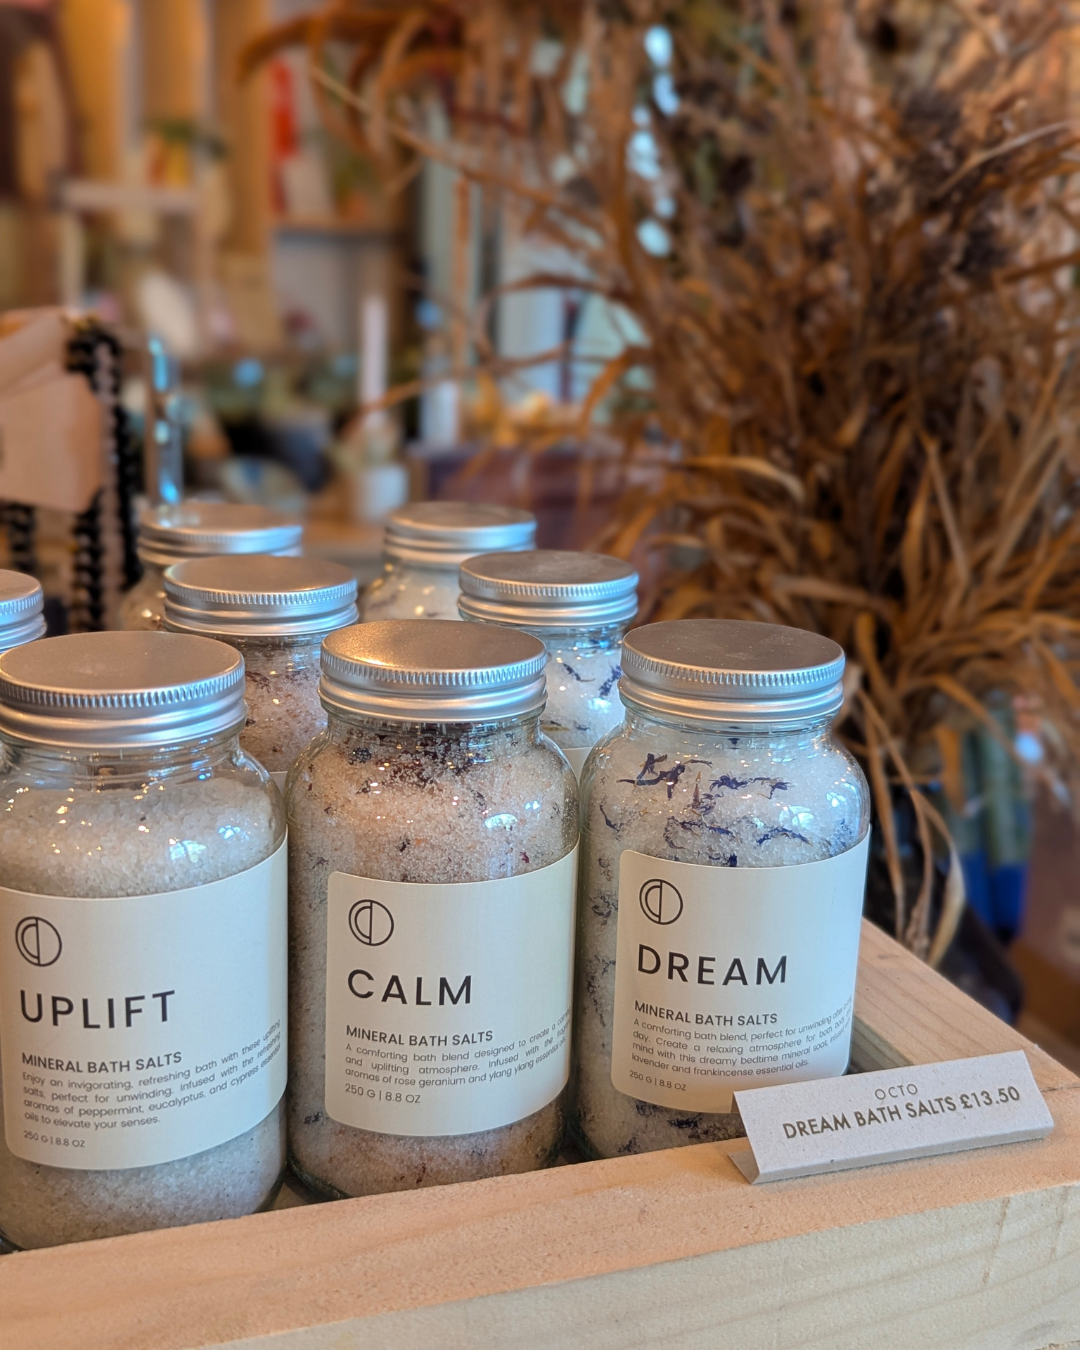 UPLIFT
MINERAL BATH SALTS
Enjoy an invigorating, refreshing bath with these uplifting
salts, perfect for unwinding. Infused with the refreshing
aromas of peppermint, eucalyptus, and cypress essential
oils to elevate your senses.
250 G | 8.8 OZ
CALM
MINERAL BATH SALTS
A comforting bath blend designed to create a
and uplifting atmosphere. Infused with the
aromas of rose geranium and ylang ylang essential oils.
250 G | 8.8 OZ
DREAM
MINERAL BATH SALTS
A comforting bath blend, perfect for unwinding after a
day. Create a relaxing atmosphere for both body and
mind with this dreamy bedtime mineral soak, infused
lavender and frankincense essential oils.
250 G | 8.8 OZ
OCTO
DREAM BATH SALTS £13.50